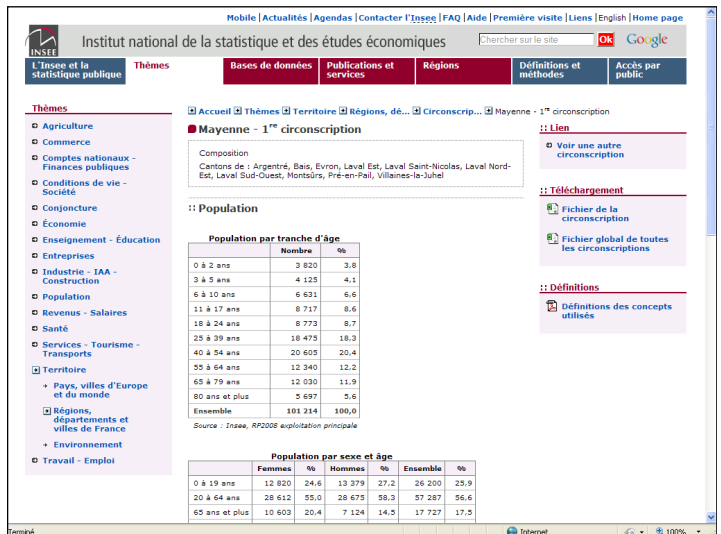 Mobile | Actualités | Agendas | Contacter l'Insee | FAQ | Aide | Première visite | Liens | English | Home page
INSEE
Institut national de la statistique et des études économiques
Chercher sur le site Ok Google
L'Insee et la statistique publique
Thèmes
Bases de données
Publications et services
Régions
Définitions et méthodes
Accès par public
Thèmes
Agriculture
Commerce
Comptes nationaux -
Finances publiques
Conditions de vie -
Société
Conjoncture
Économie
Enseignement - Éducation
Entreprises
Industrie - IAA -
Construction
Population
Revenus - Salaires
Santé
Services - Tourisme -
Transports
Territoire
Pays, villes d'Europe
et du monde
Régions,
départements et
villes de France
Environnement
Travail - Emploi
Accueil Thèmes Territoire Régions, dé... Circonscrip... Mayenne - 1re circonscription
Mayenne - 1re circonscription
Composition
Cantons de : Argentré, Bais, Evron, Laval Est, Laval Saint-Nicolas, Laval Nord-
Est, Laval Sud-Ouest, Montsûrs, Pré-en-Pail, Villaines-la-Juhel
:: Population
Population par tranche d'âge
Nombre %
0 à 2 ans 3 820 3,8
3 à 5 ans 4 125 4,1
6 à 10 ans 6 631 6,6
11 à 17 ans 8 717 8,6
18 à 24 ans 8 773 8,7
25 à 39 ans 18 475 18,3
40 à 54 ans 20 605 20,4
55 à 64 ans 12 340 12,2
65 à 79 ans 12 030 11,9
80 ans et plus 5 697 5,6
Ensemble 101 214 100,0
Source : Insee, RP2008 exploitation principale
Population par sexe et âge
Femmes % Hommes % Ensemble %
0 à 19 ans 12 820 24,6 13 379 27,2 26 200 25,9
20 à 64 ans 28 612 55,0 28 675 58,3 57 287 56,6
65 ans et plus 10 603 20,4 7 124 14,5 17 727 17,5
:: Lien
Voir une autre
circonscription
:: Téléchargement
Fichier de la
circonscription
Fichier global de toutes
les circonscriptions
:: Définitions
Définitions des concepts
utilisés
Terminé
Internet
100%